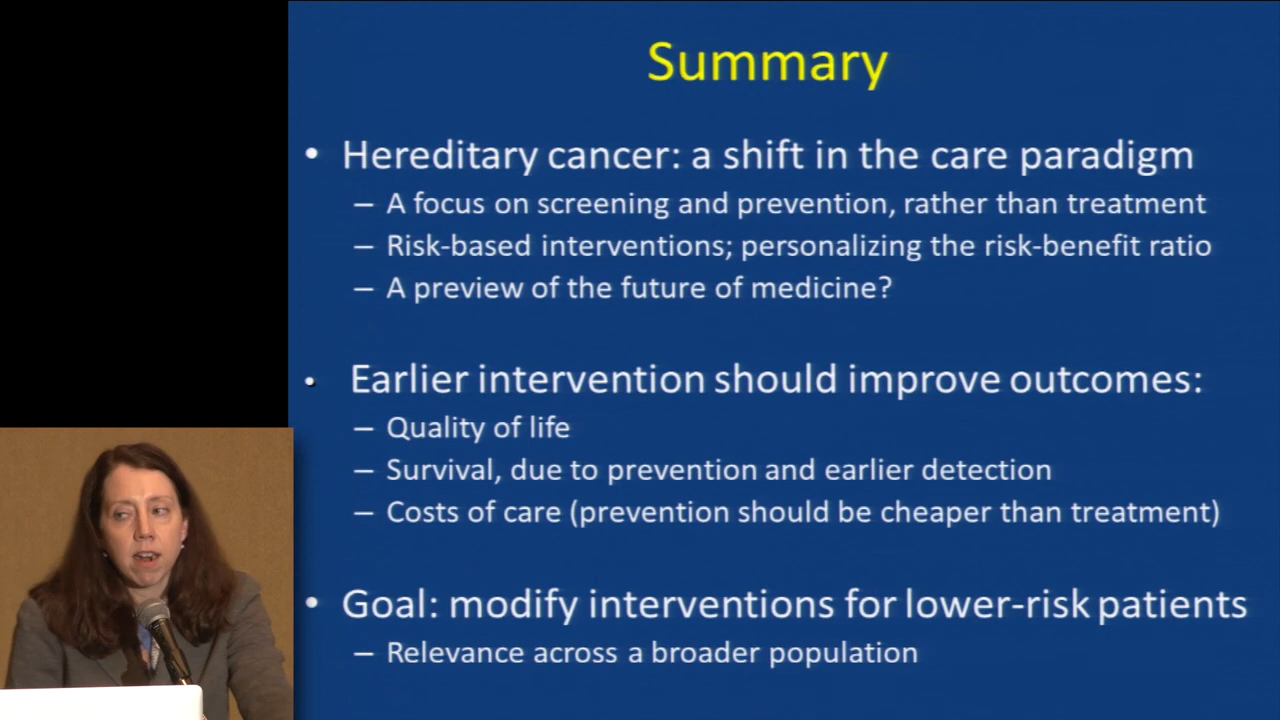 Summary
• Hereditary cancer: a shift in the care paradigm
– A focus on screening and prevention, rather than treatment
– Risk-based interventions; personalizing the risk-benefit ratio
– A preview of the future of medicine?
• Earlier intervention should improve outcomes:
– Quality of life
– Survival, due to prevention and earlier detection
– Costs of care (prevention should be cheaper than treatment)
• Goal: modify interventions for lower-risk patients
– Relevance across a broader population